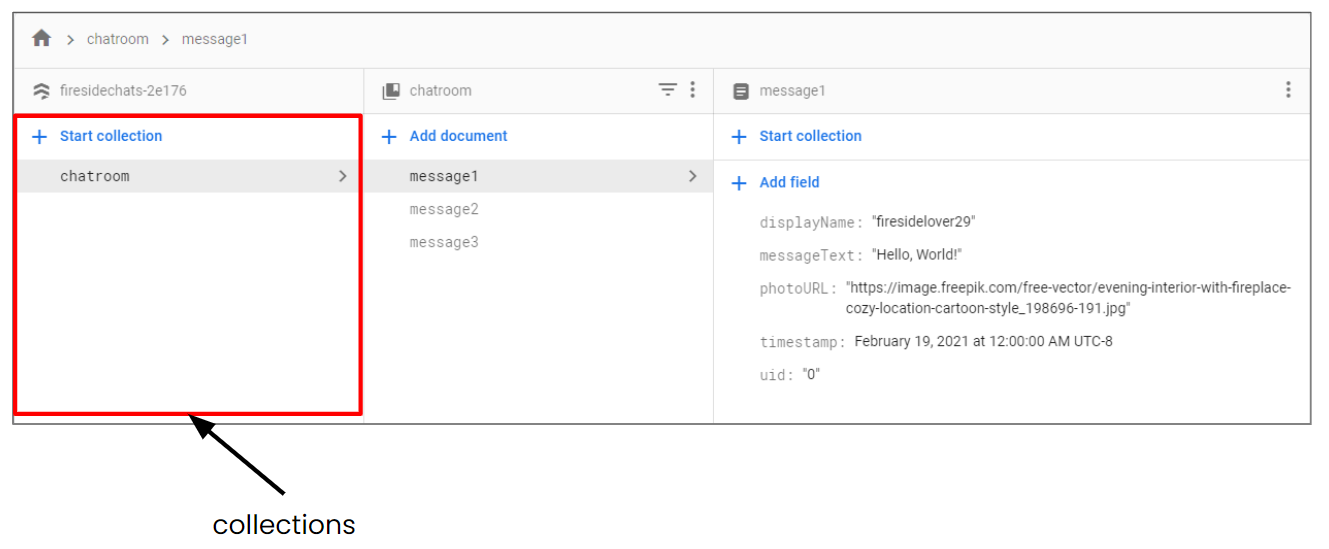 chatroom > message1
firesidechats-2e176
+ Start collection
chatroom
chatroom
+ Add document
message1
message2
message3
message1
+ Start collection
+ Add field
displayName: "firesidelover29"
messageText: "Hello, World!"
photoURL: "https://image.freepik.com/free-vector/evening-interior-with-fireplace-
cozy-location-cartoon-style_198696-191.jpg"
timestamp: February 19, 2021 at 12:00:00 AM UTC-8
uid: "0"
collections